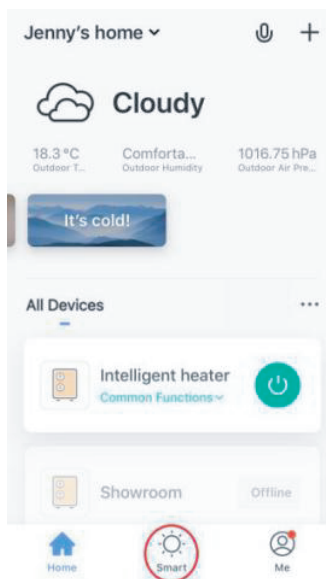 Jenny's home
Cloudy
18.3 °C Comforta... 1016.75 hPa
Outdoor T... Outdoor Humidity Outdoor Air Pre...
It's cold!
All Devices ...
Intelligent heater
Common Functions
Showroom Offline
Home Smart Me